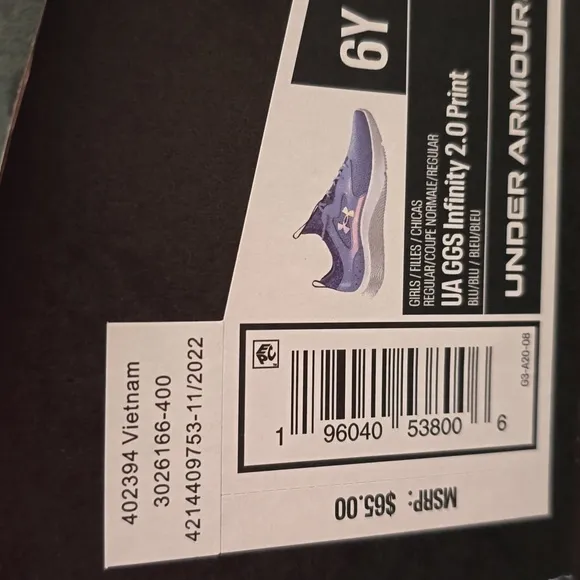 6Y
GIRLS / FILLES / CHICAS
REGULAR/COUPE NORMALE/REGULAR
UA GGS Infinity 2.0 Print
BLU/BLU / BLEU/BLEU
UNDER ARMOUR
402394 Vietnam
3026166-400
4214409753-11/2022
1 96040 53800 6
G3-A20-08
MSRP: $65.00